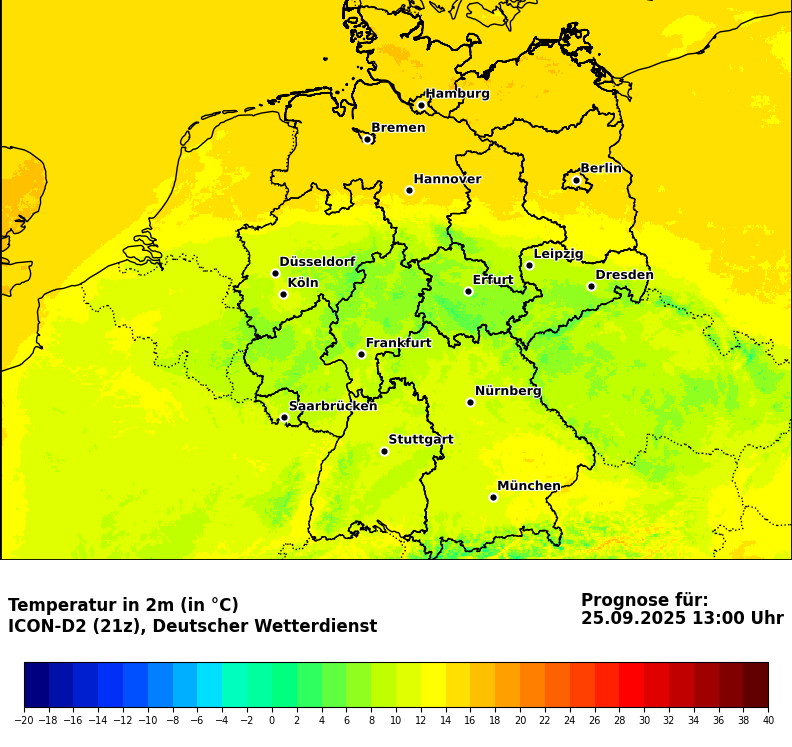 Hamburg
Bremen
Berlin
Hannover
Leipzig
Düsseldorf
Dresden
Köln
Erfurt
Frankfurt
Nürnberg
Saarbrücken
Stuttgart
München
Temperatur in 2m (in °C)
ICON-D2 (21z), Deutscher Wetterdienst
Prognose für:
25.09.2025 13:00 Uhr
−20 −18 −16 −14 −12 −10 −8 −6 −4 −2 0 2 4 6 8 10 12 14 16 18 20 22 24 26 28 30 32 34 36 38 40